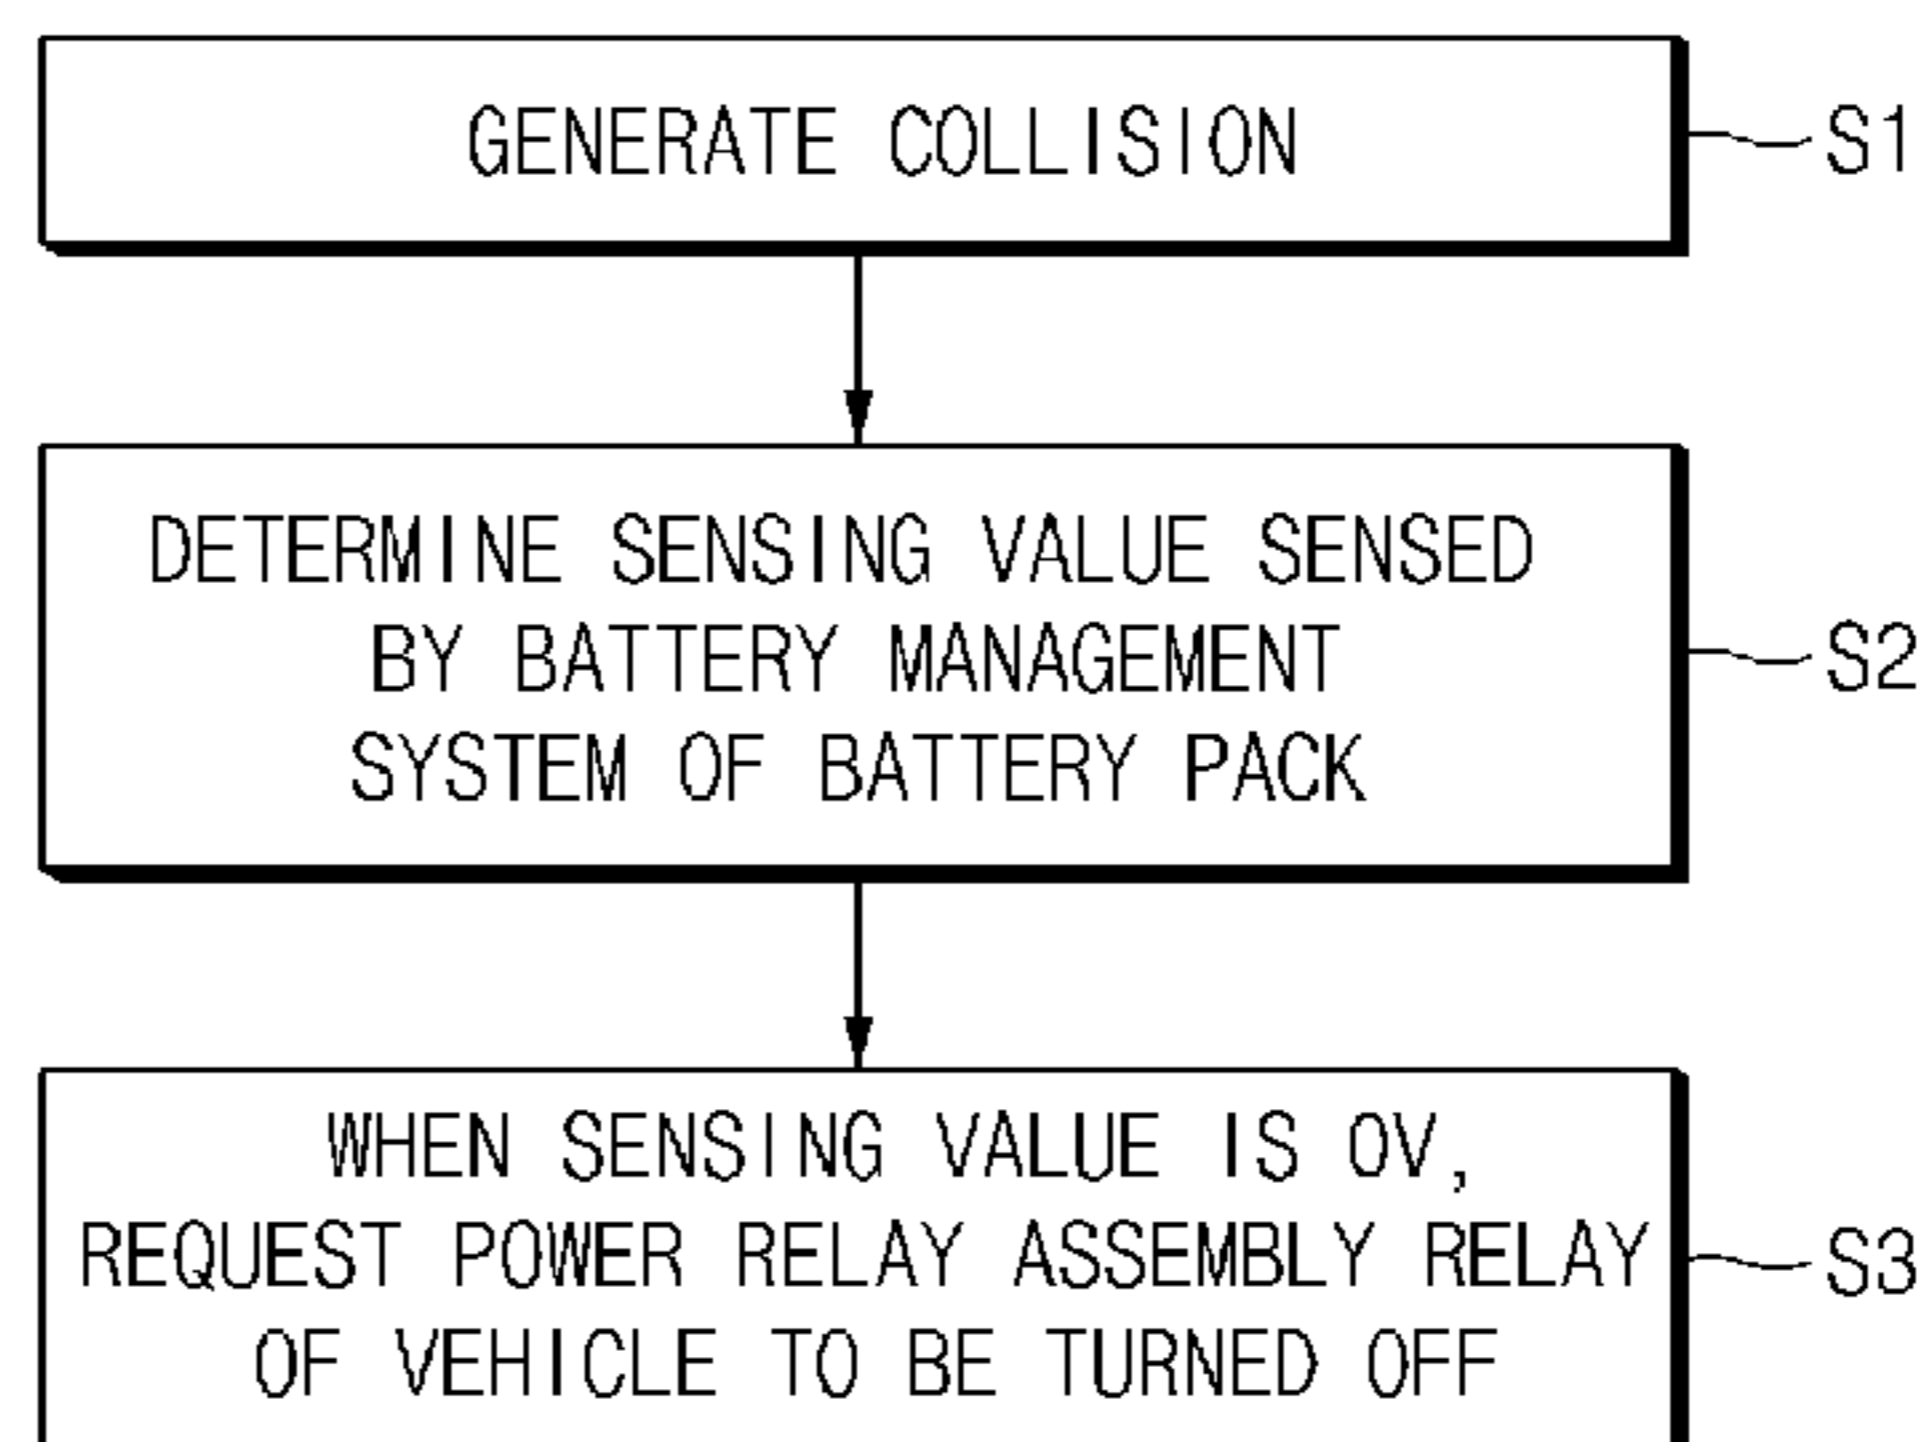 GENERATE COLLISION
S1
DETERMINE SENSING VALUE SENSED
BY BATTERY MANAGEMENT
SYSTEM OF BATTERY PACK
S2
WHEN SENSING VALUE IS 0V,
REQUEST POWER RELAY ASSEMBLY RELAY
OF VEHICLE TO BE TURNED OFF
S3